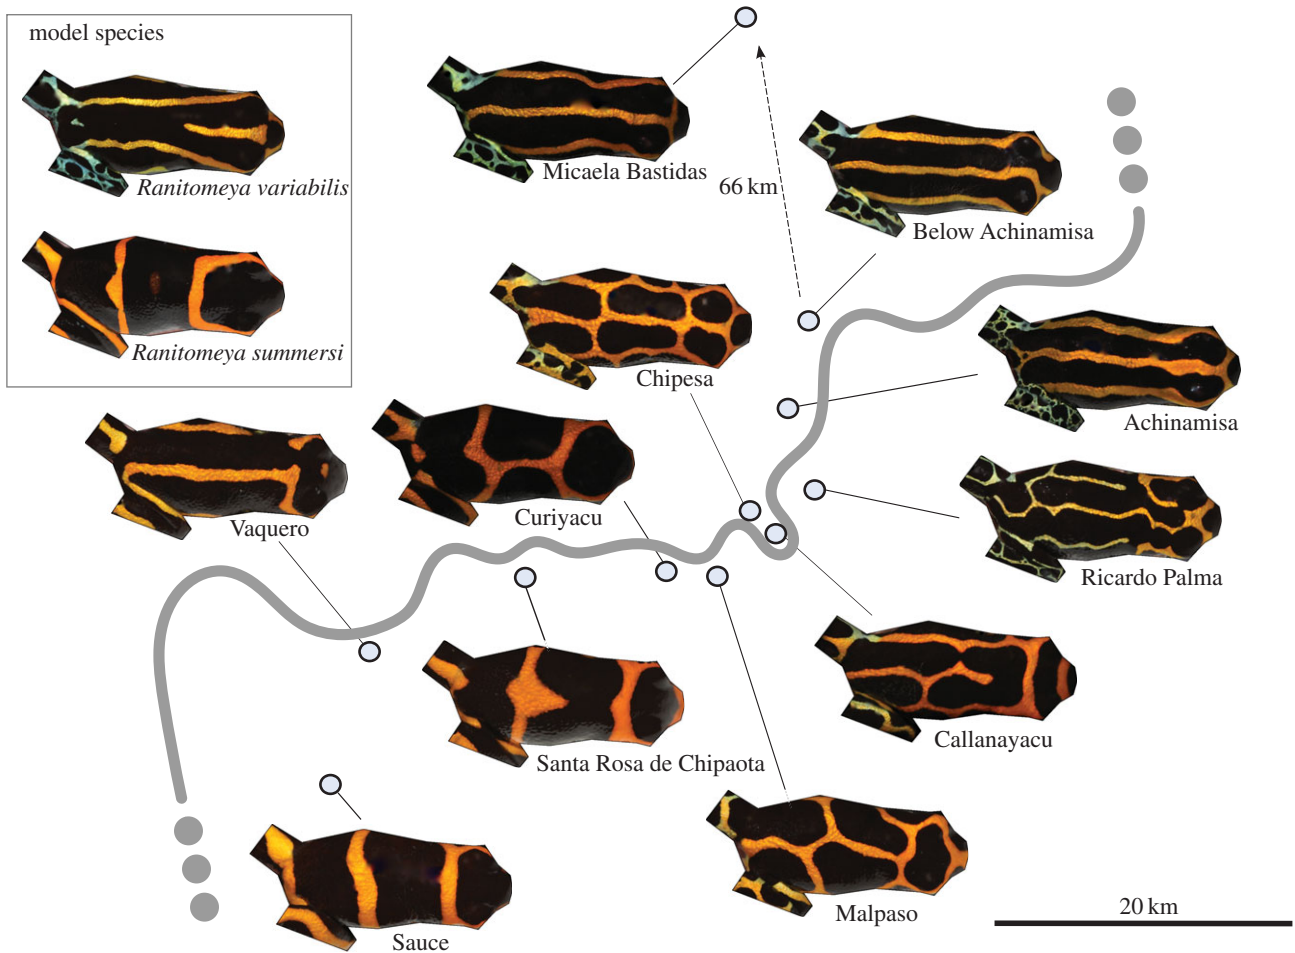 model species
Ranitomeya variabilis
Ranitomeya summersi
Micaela Bastidas
66 km
Below Achinamisa
Chipesa
Achinamisa
Vaquero
Curiyacu
Ricardo Palma
Santa Rosa de Chipaota
Callanayacu
Sauce
Malpaso
20 km